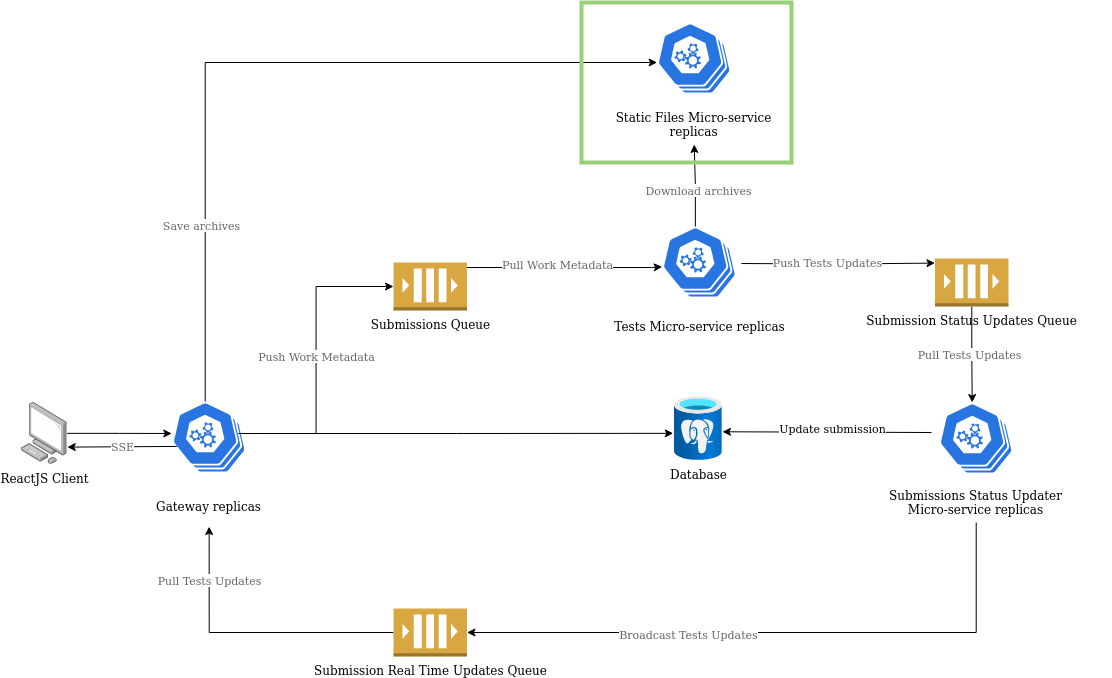 Static Files Micro-service
replicas
Download archives
Save archives
Pull Work Metadata
Push Tests Updates
Submissions Queue
Tests Micro-service replicas
Submission Status Updates Queue
Push Work Metadata
Pull Tests Updates
SSE
Update submission
ReactJS Client
Database
Gateway replicas
Submissions Status Updater
Micro-service replicas
Pull Tests Updates
Broadcast Tests Updates
Submission Real Time Updates Queue